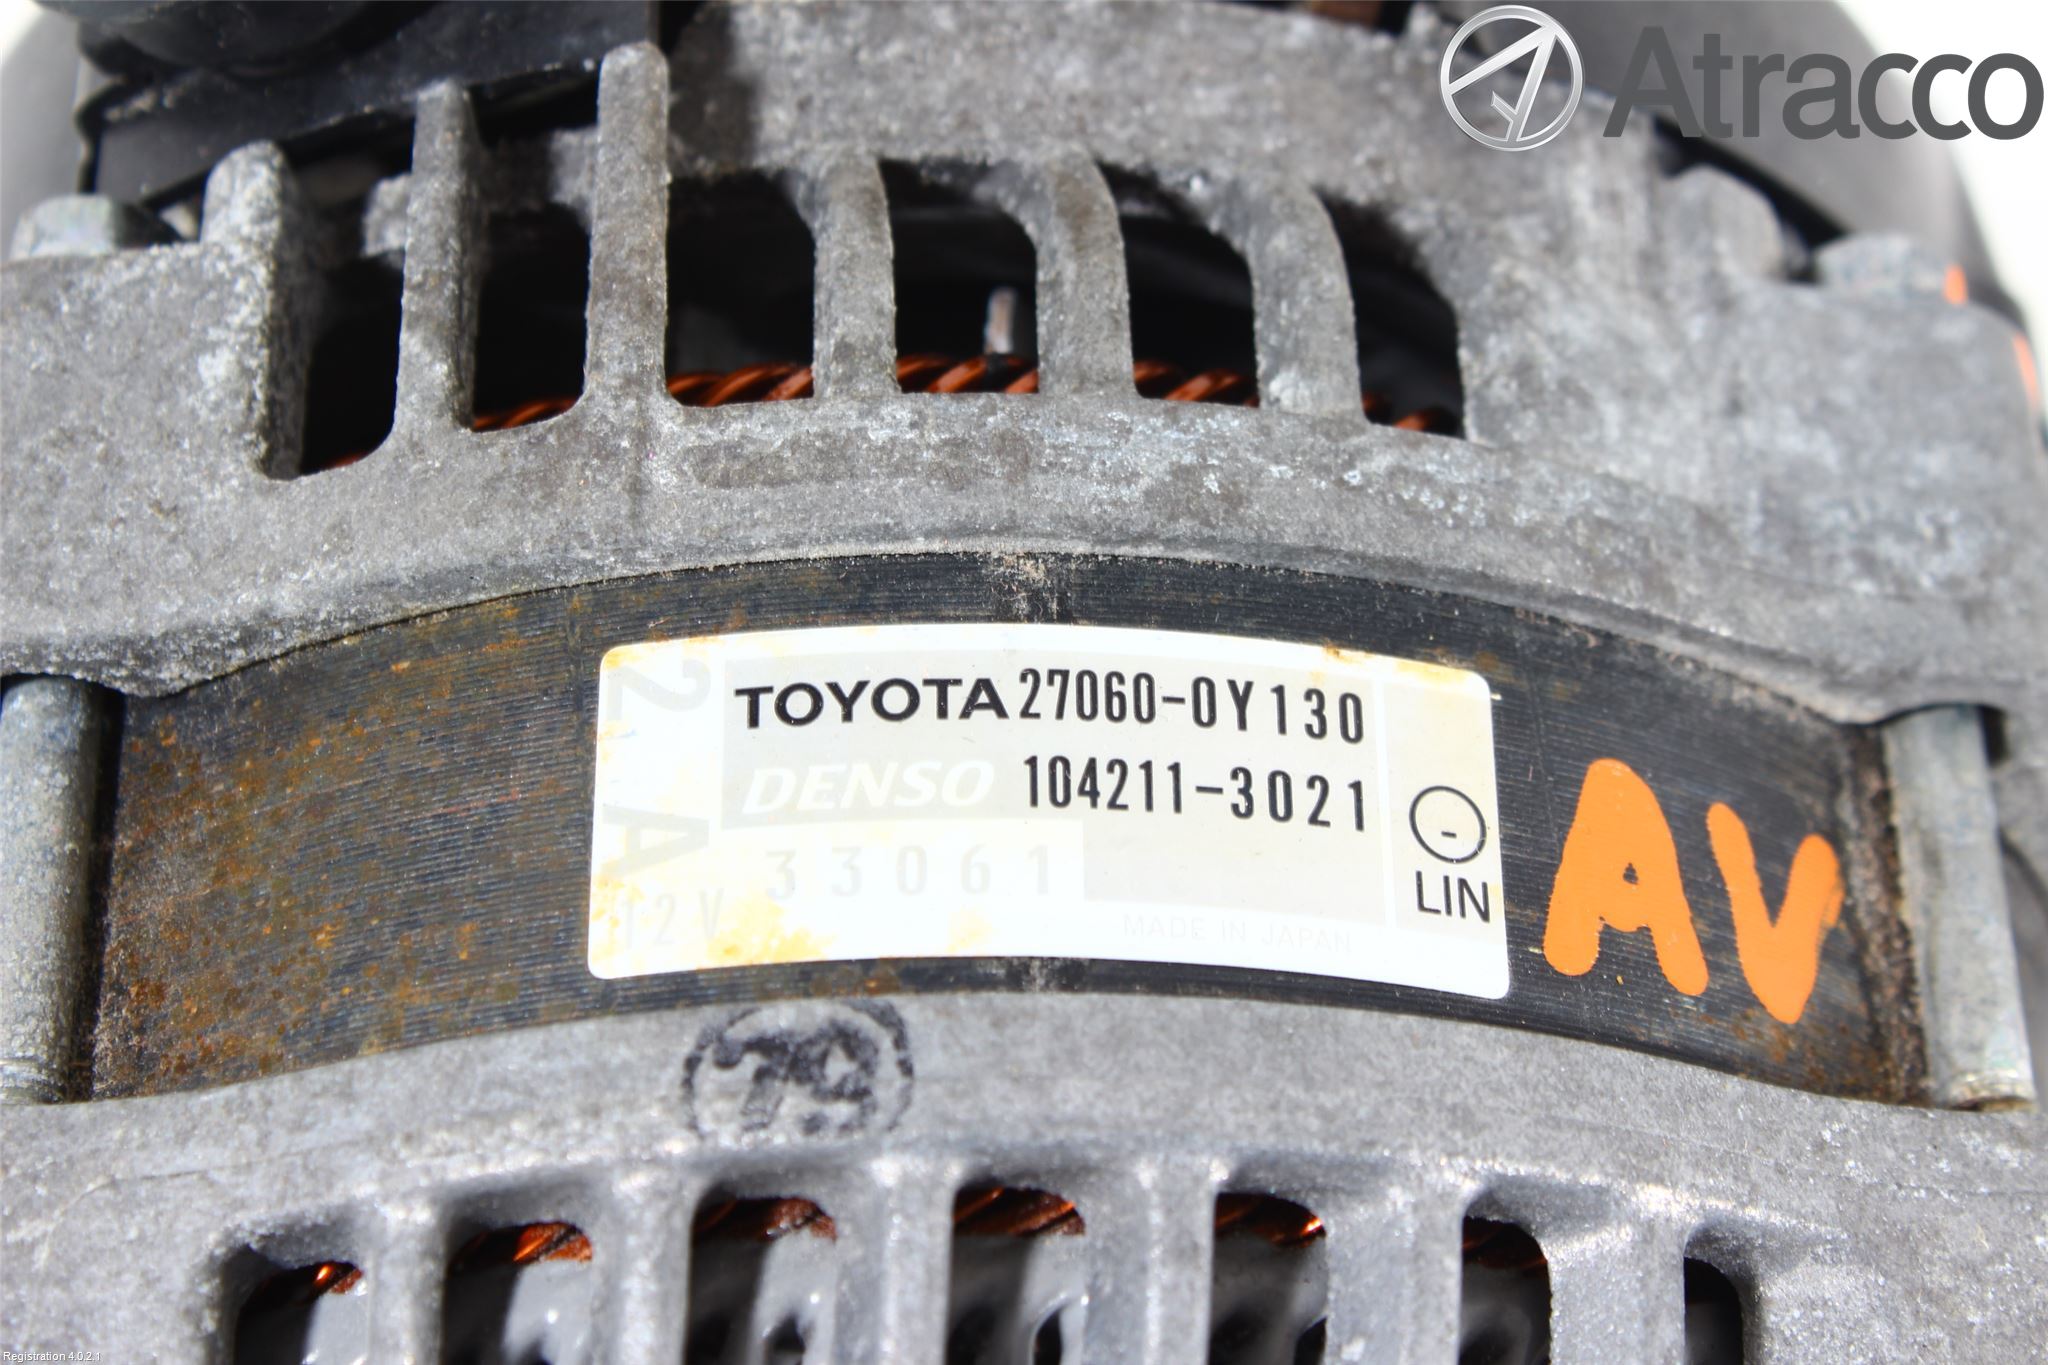 Atracco
2 A
TOYOTA 27060-0Y130
DENSO 104211-3021
33061
12V
MADE IN JAPAN
-
LIN
AV
Registration 4.0.2.1